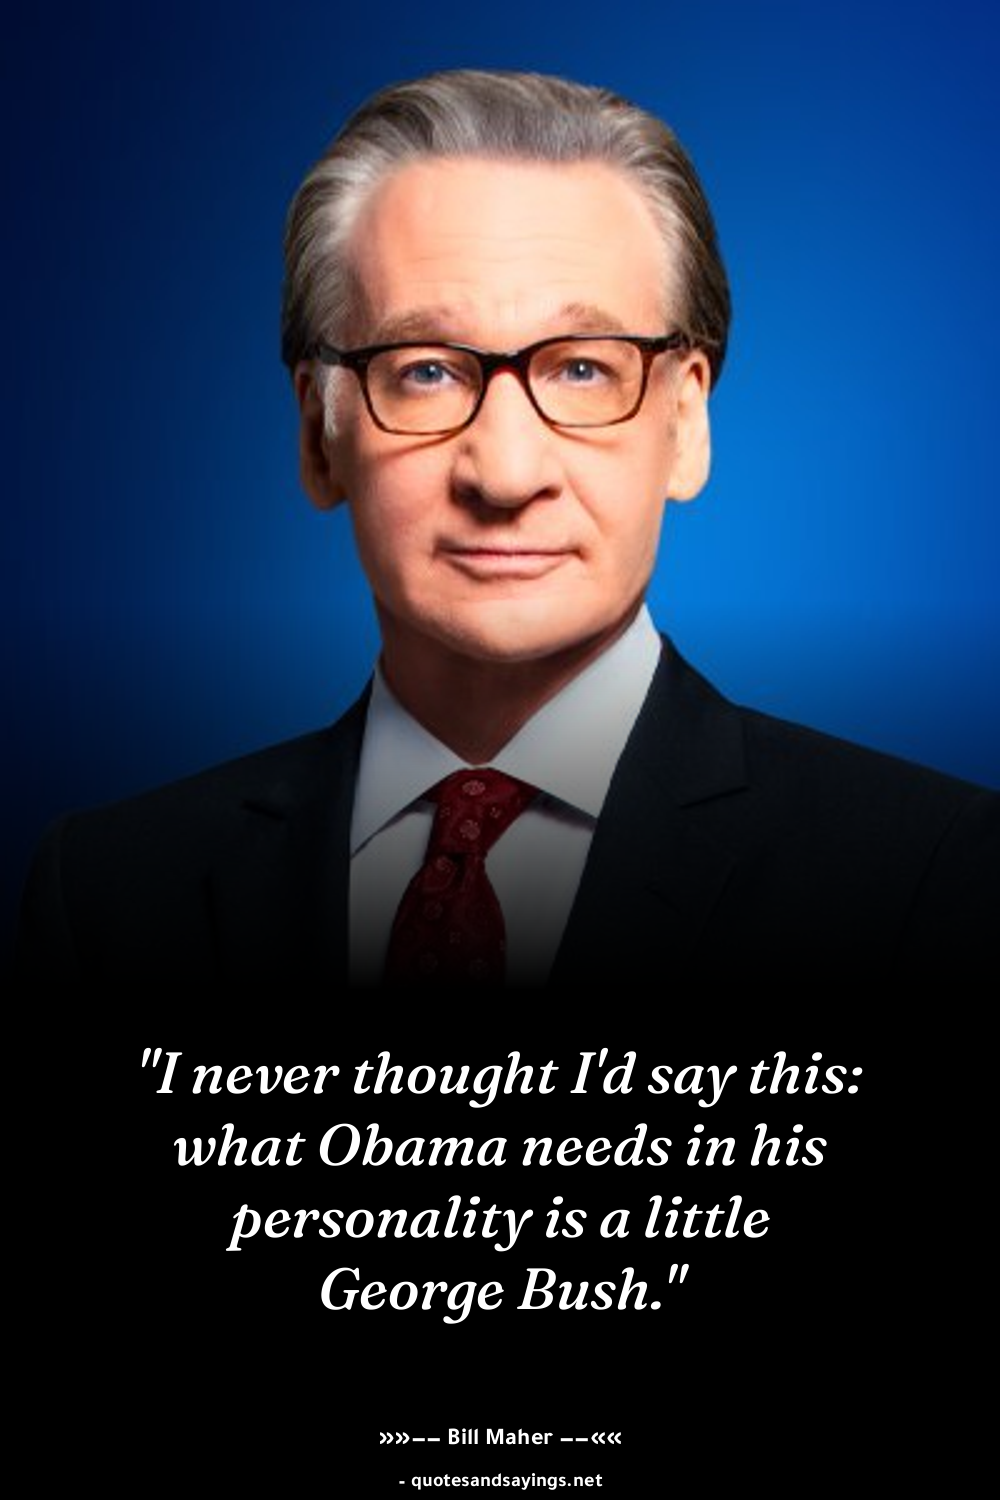 "I never thought I'd say this:
what Obama needs in his
personality is a little
George Bush."
»»–– Bill Maher ––««
- quotesandsayings.net